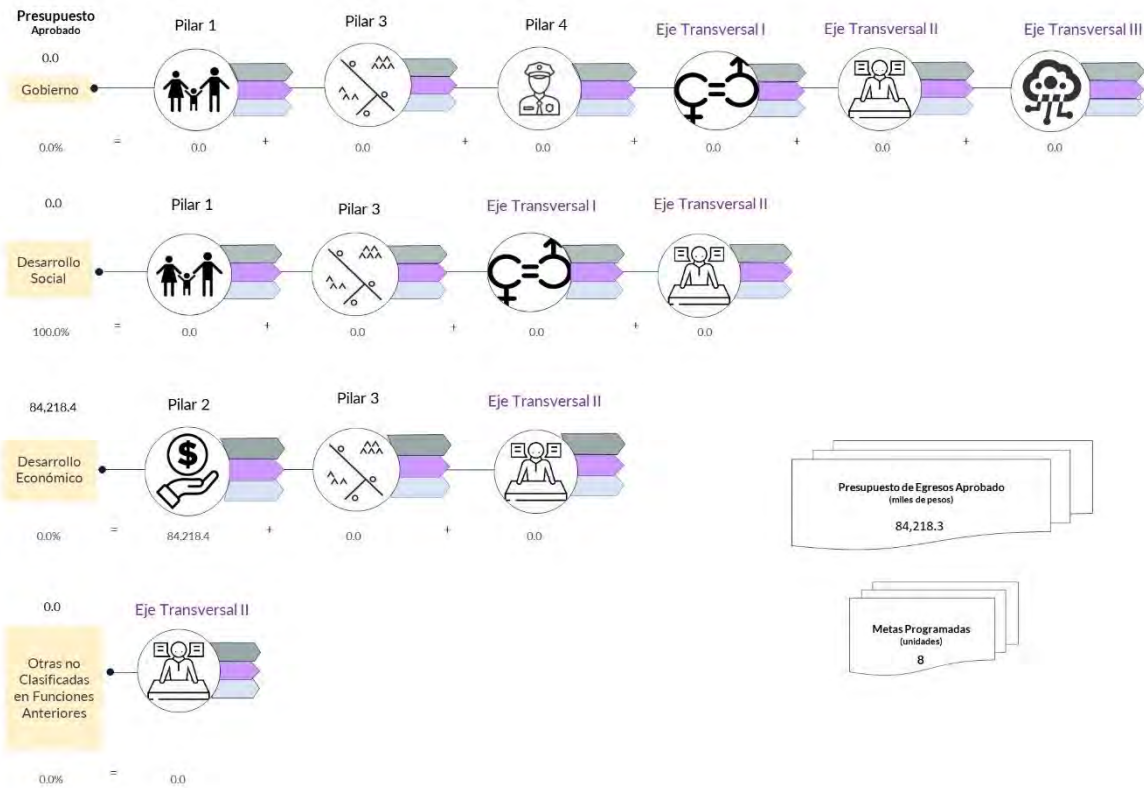 Presupuesto
Aprobado
Pilar 1
Pilar 3
Pilar 4
Eje Transversal I
Eje Transversal II
Eje Transversal III
0.0
Gobierno
$
0.0% = 0.0 + 0.0 + 0.0 + 0.0 + 0.0 + 0.0
0.0
Pilar 1
Pilar 3
Eje Transversal I
Eje Transversal II
Desarrollo
Social
100.0% = 0.0 + 0.0 + 0.0 + 0.0
84,218.4
Pilar 2
Pilar 3
Eje Transversal II
Desarrollo
Económico
0.0% = 84,218.4 + 0.0 + 0.0
Presupuesto de Egresos Aprobado
(miles de pesos)
84,218.3
0.0
Eje Transversal II
Metas Programadas
(unidades)
8
Otras no
Clasificadas
en Funciones
Anteriores
0.0% = 0.0